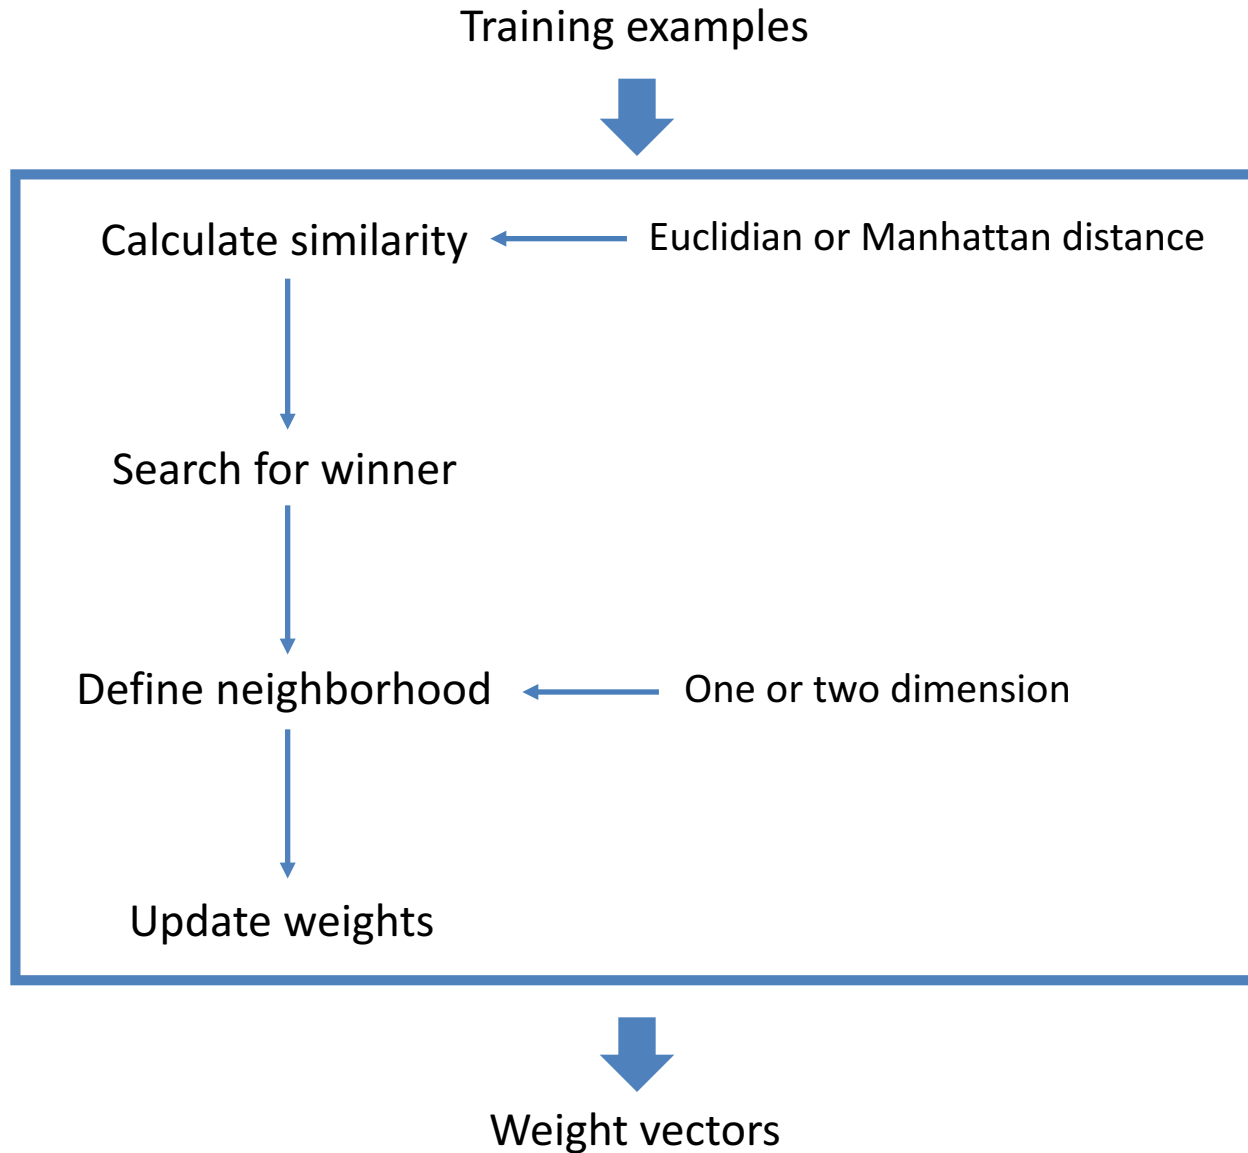 Training examples
Calculate similarity
Euclidian or Manhattan distance
Search for winner
Define neighborhood
One or two dimension
Update weights
Weight vectors